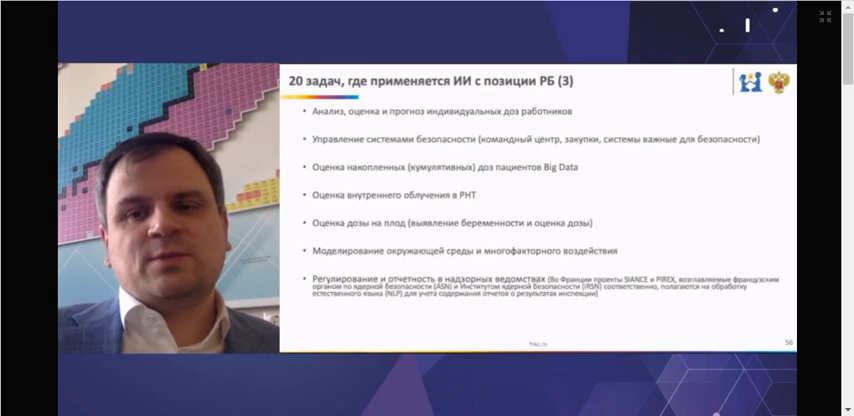 20 задач, где применяется ИИ с позиции РБ (3)
• Анализ, оценка и прогноз индивидуальных доз работников
• Управление системами безопасности (командный центр, закупки, системы важные для безопасности)
• Оценка накопленных (кумулятивных) доз пациентов Big Data
• Оценка внутреннего облучения в РНТ
• Оценка дозы на плод (выявление беременности и оценка дозы)
• Моделирование окружающей среды и многофакторного воздействия
• Регулирование и отчетность в надзорных ведомствах (Во Франции проекты SIANCE и PIREX, возглавляемые французским
органом по ядерной безопасности (ASN) и Институтом ядерной безопасности (IRSN) соответственно, полагаются на обработку
естественного языка (NLP) для учета содержания отчетов о результатах инспекции)
fnkc.ru
56